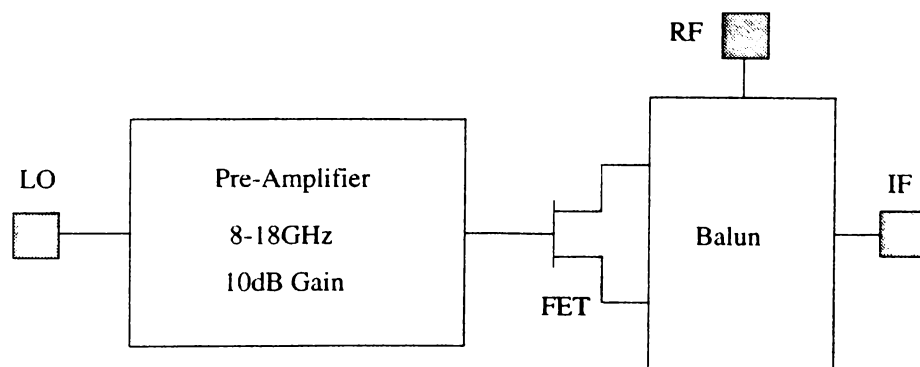 RF
LO
Pre-Amplifier
8-18GHz
10dB Gain
IF
Balun
FET